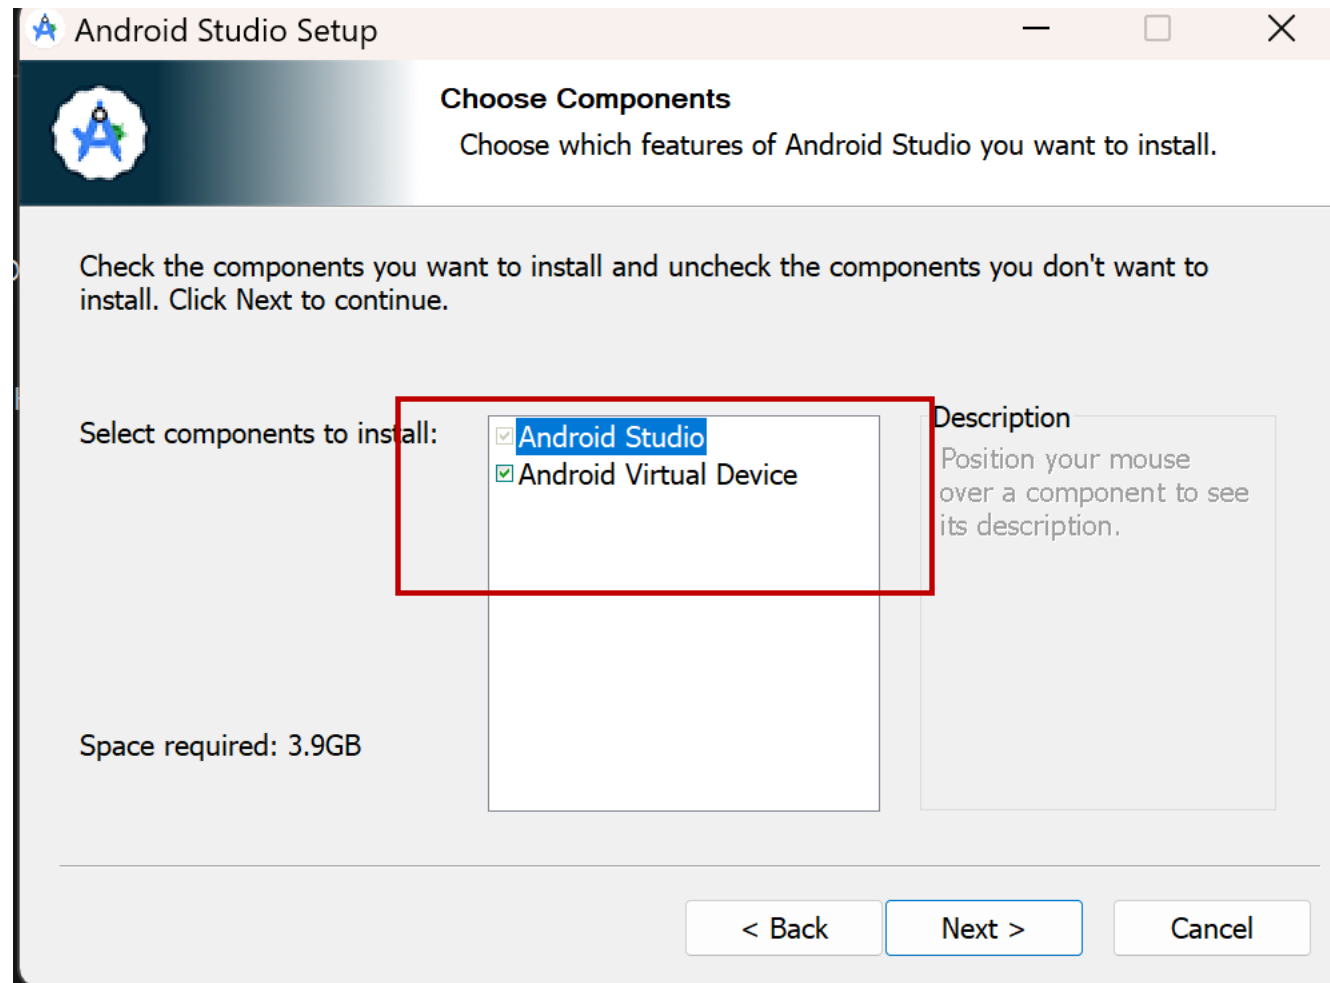 Android Studio Setup
Choose Components
Choose which features of Android Studio you want to install.
Check the components you want to install and uncheck the components you don't want to
install. Click Next to continue.
Select components to install:
Android Studio
Android Virtual Device
Description
Position your mouse
over a component to see
its description.
Space required: 3.9GB
< Back
Next >
Cancel